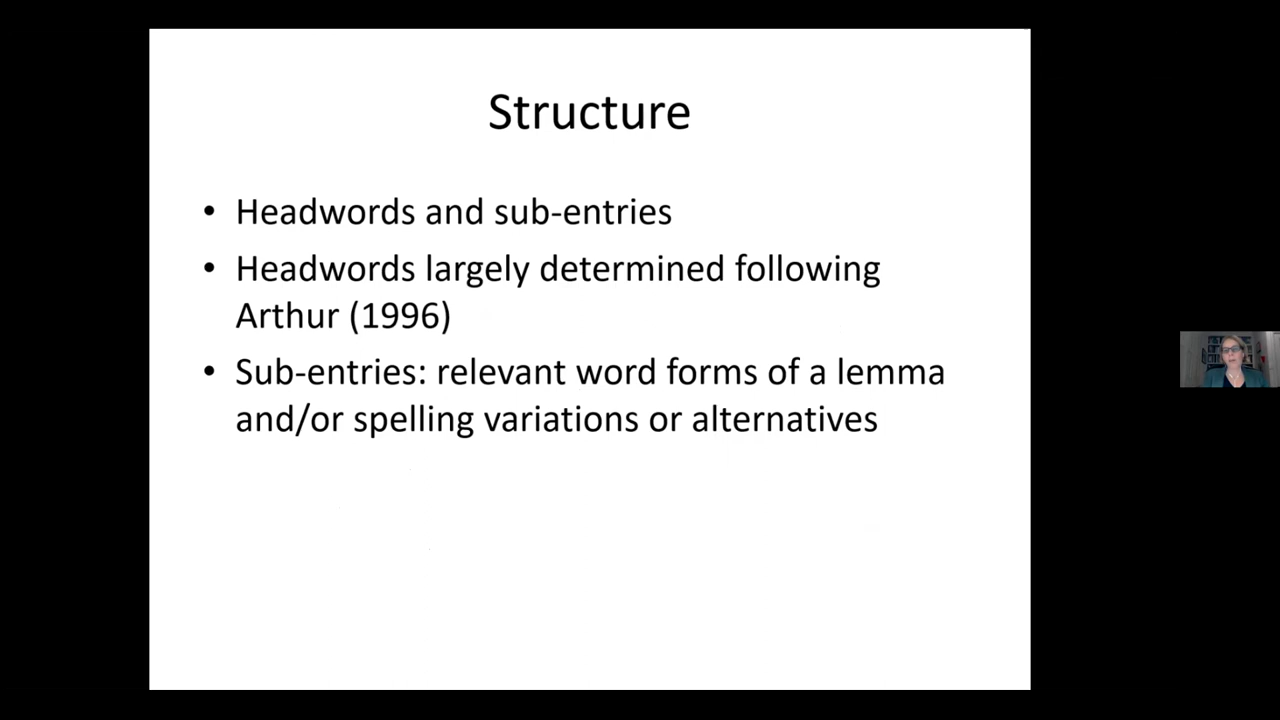 Structure
• Headwords and sub-entries
• Headwords largely determined following
Arthur (1996)
• Sub-entries: relevant word forms of a lemma
and/or spelling variations or alternatives